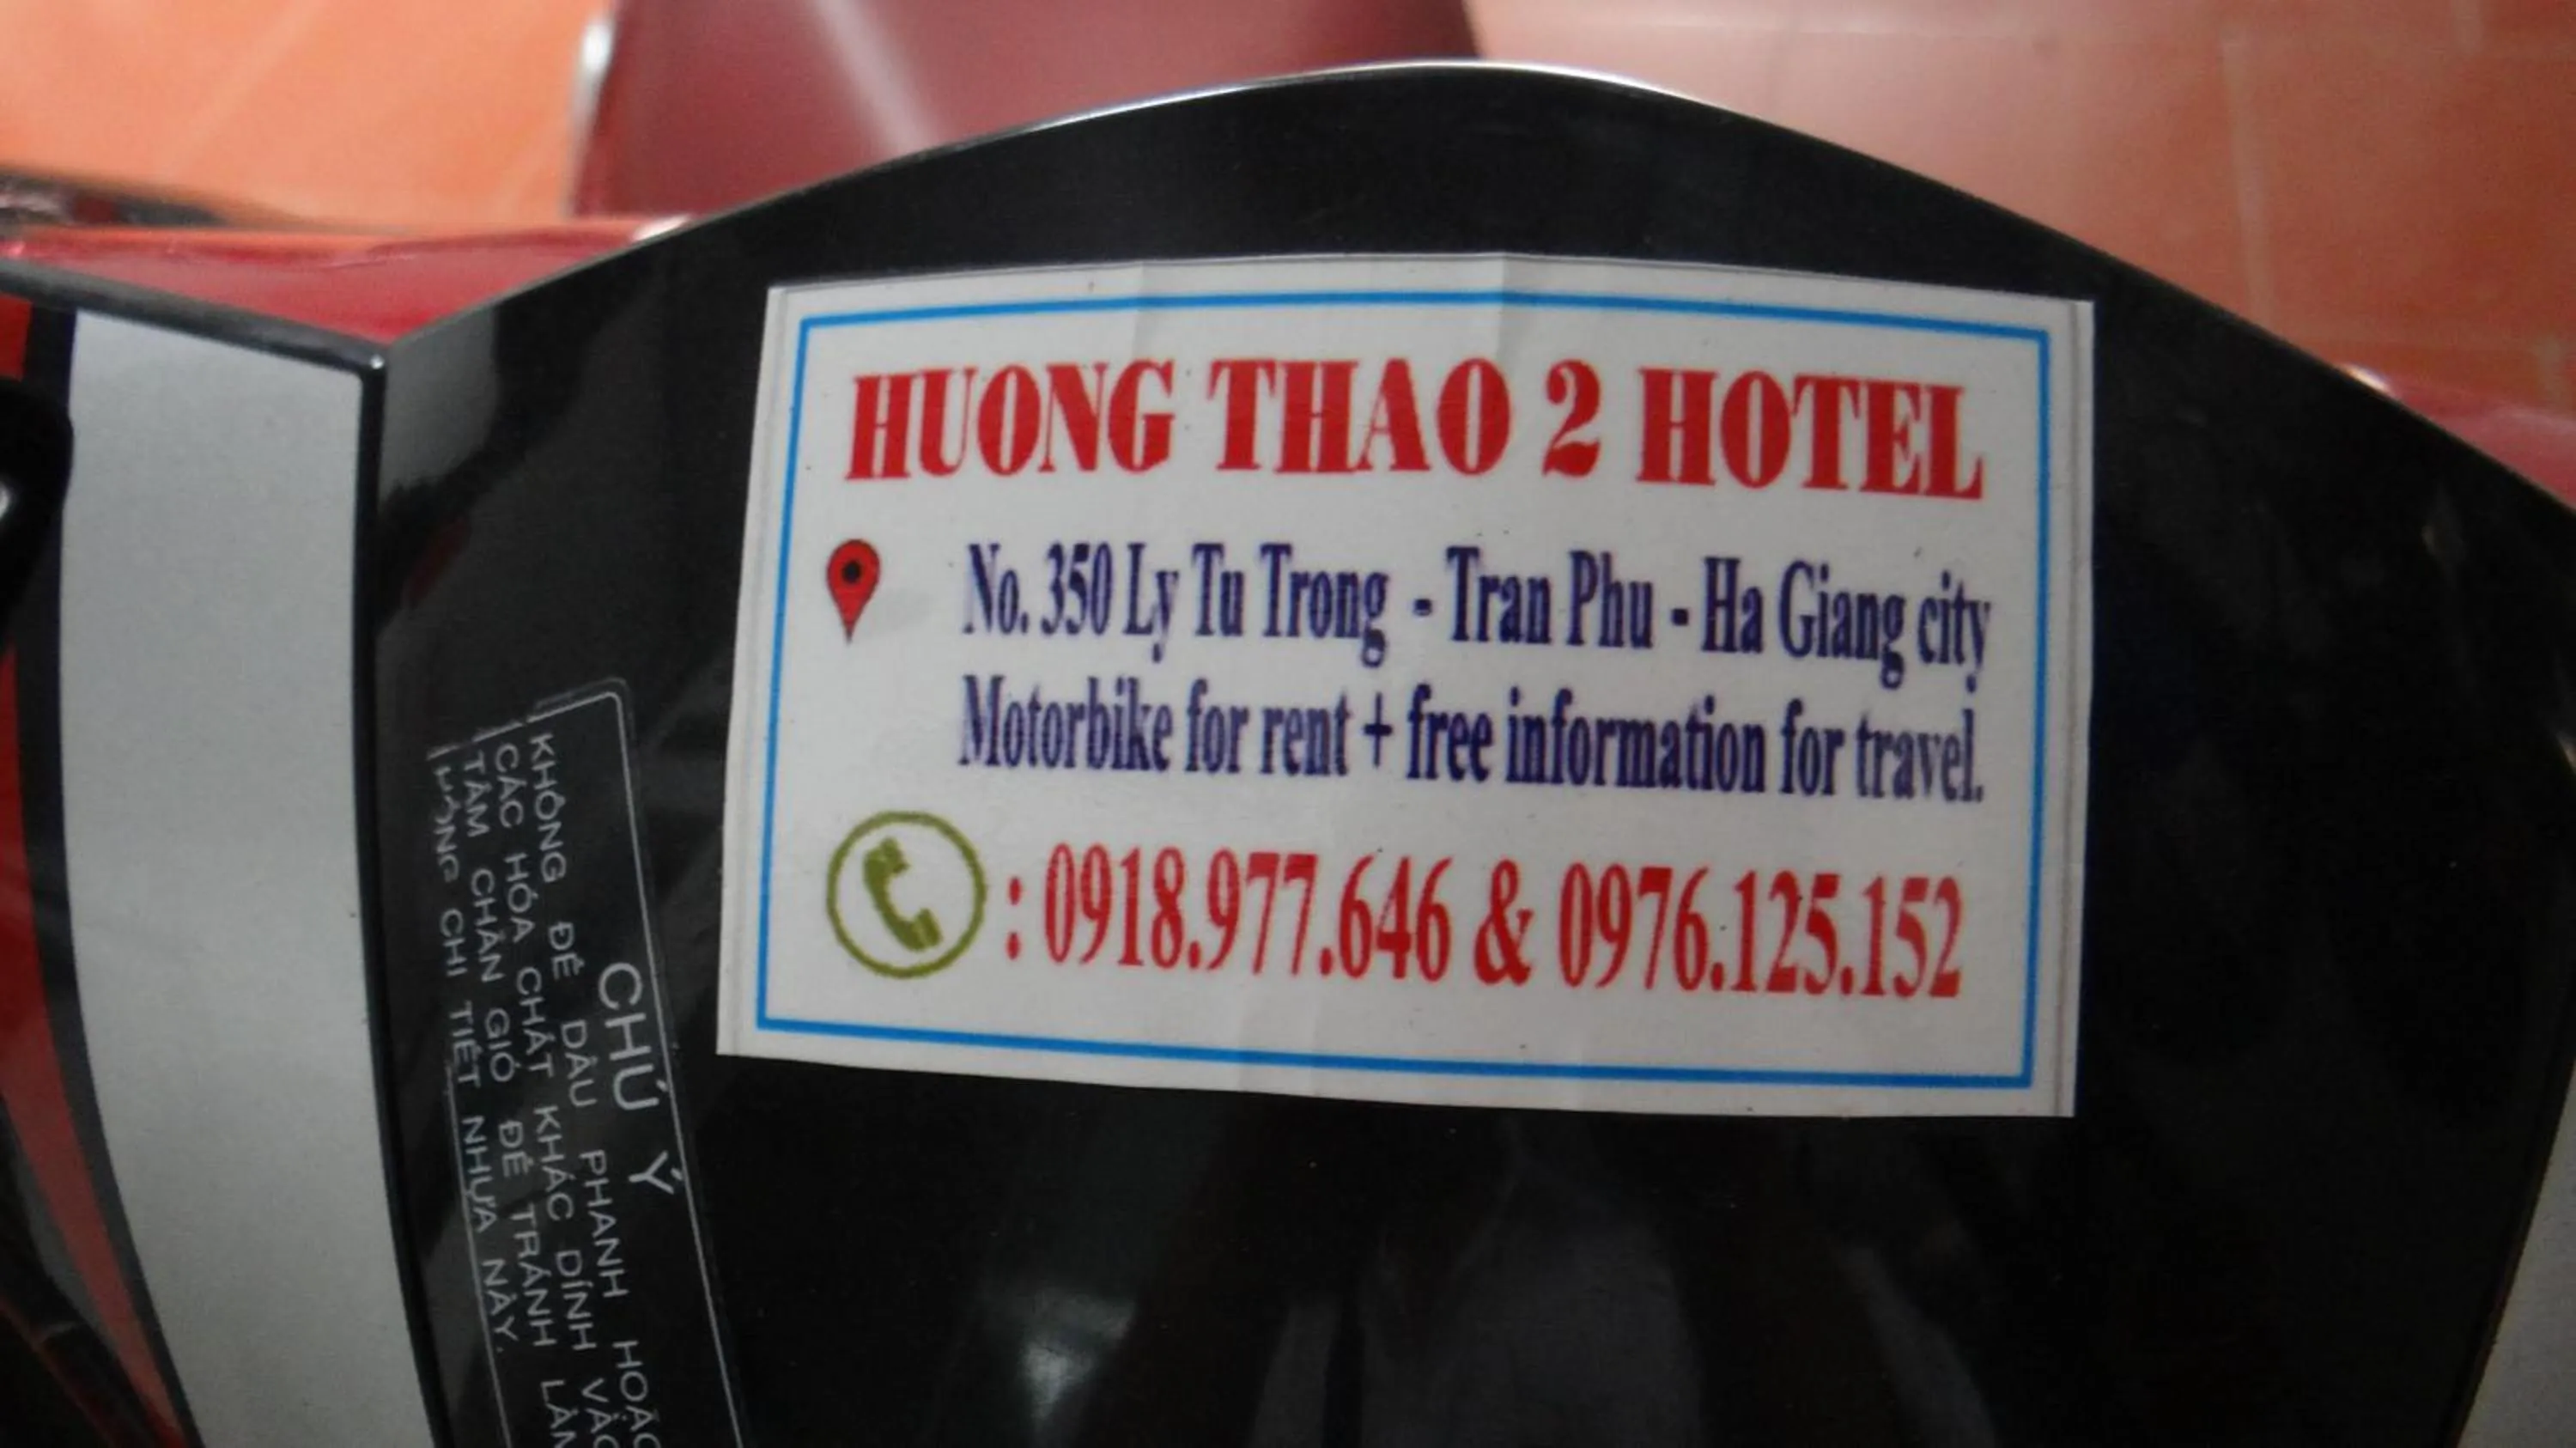 HUONG THAO 2 HOTEL
No. 350 Ly Tu Trong - Tran Phu - Ha Giang city
Motorbike for rent + free information for travel.
: 0918.977.646 & 0976.125.152
CHÚ Ý
KHÔNG ĐỂ DẦU PHANH HOẶC
CÁC HÓA CHẤT KHÁC DÍNH VÀO
TẤM CHẮN GIÓ ĐỂ TRÁNH LÀM
HỎNG CHI TIẾT NHỰA NÀY.